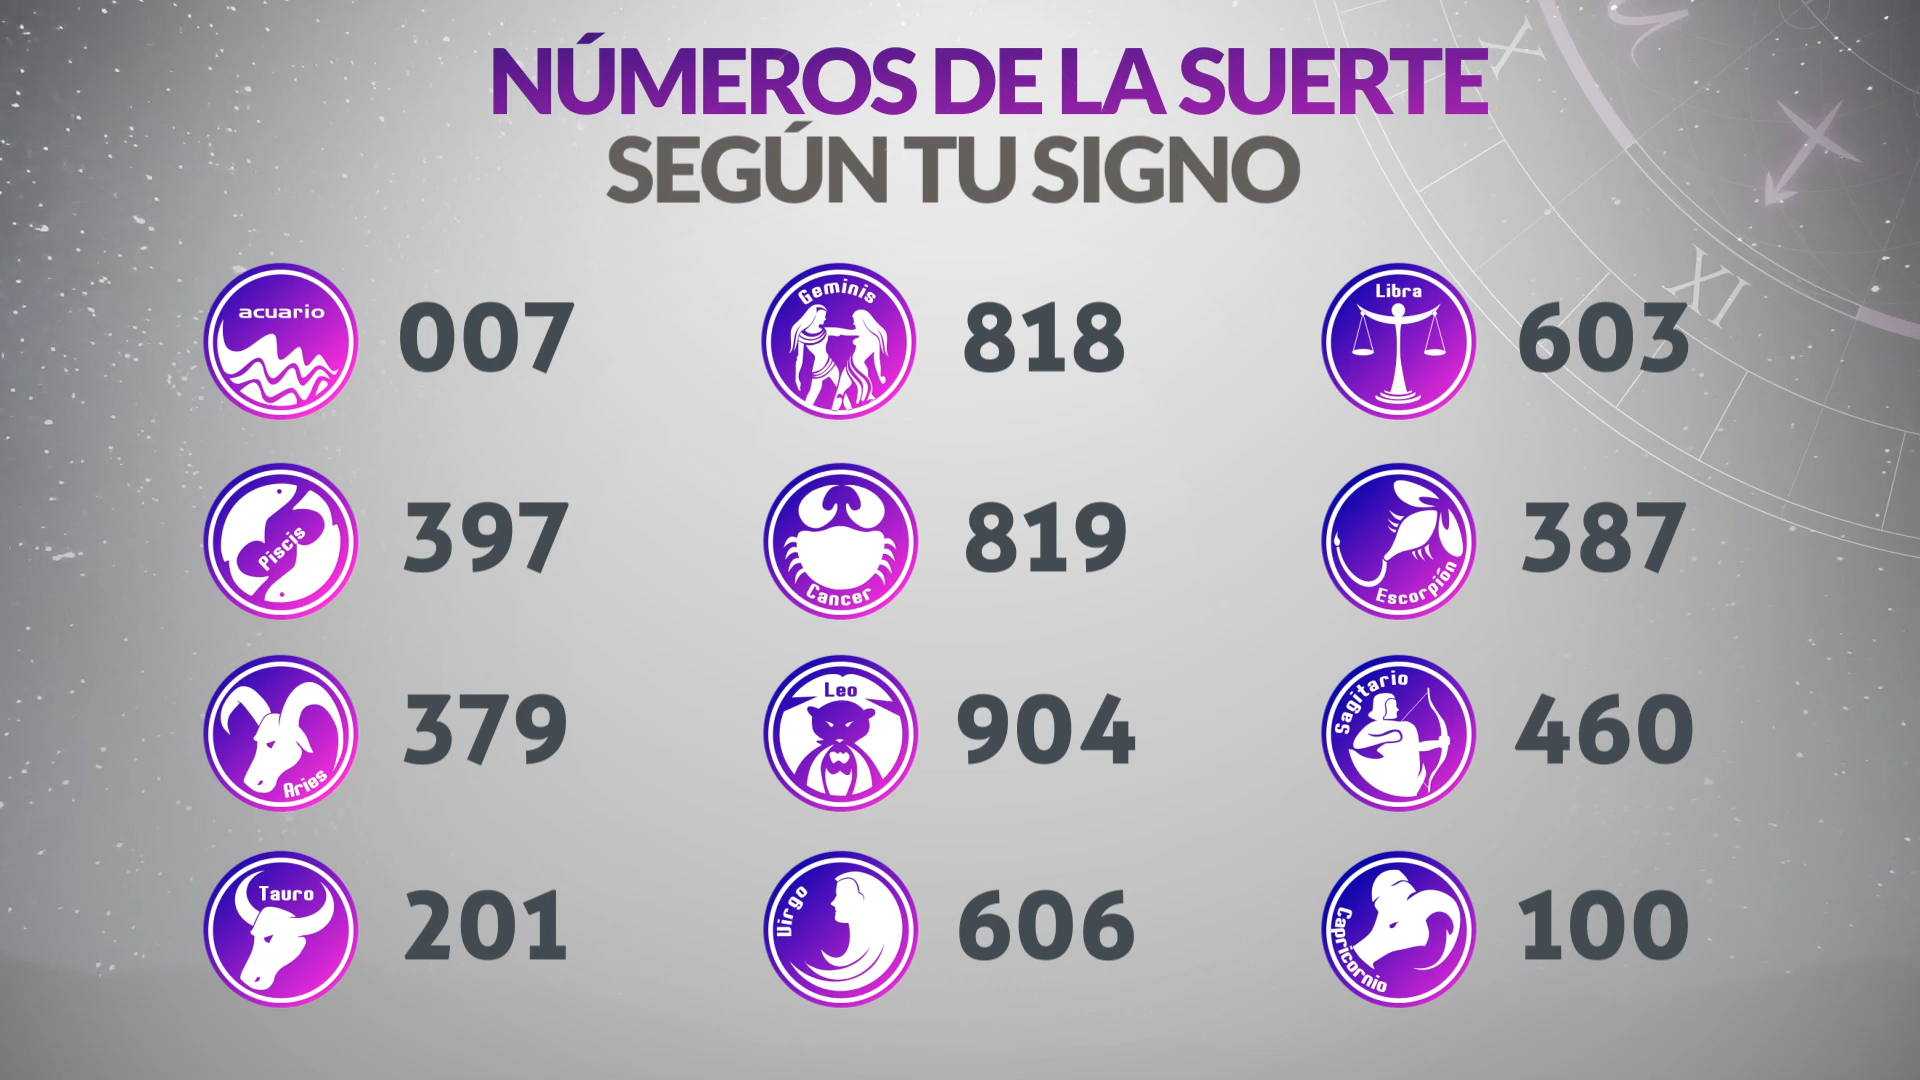 NÚMEROS DE LA SUERTE
SEGÚN TU SIGNO
X
XI
acuario 007
Geminis 818
Libra 603
Piscis 397
Cancer 819
Escorpión 387
Aries 379
Leo 904
Sagitario 460
Tauro 201
Virgo 606
Capricornio 100